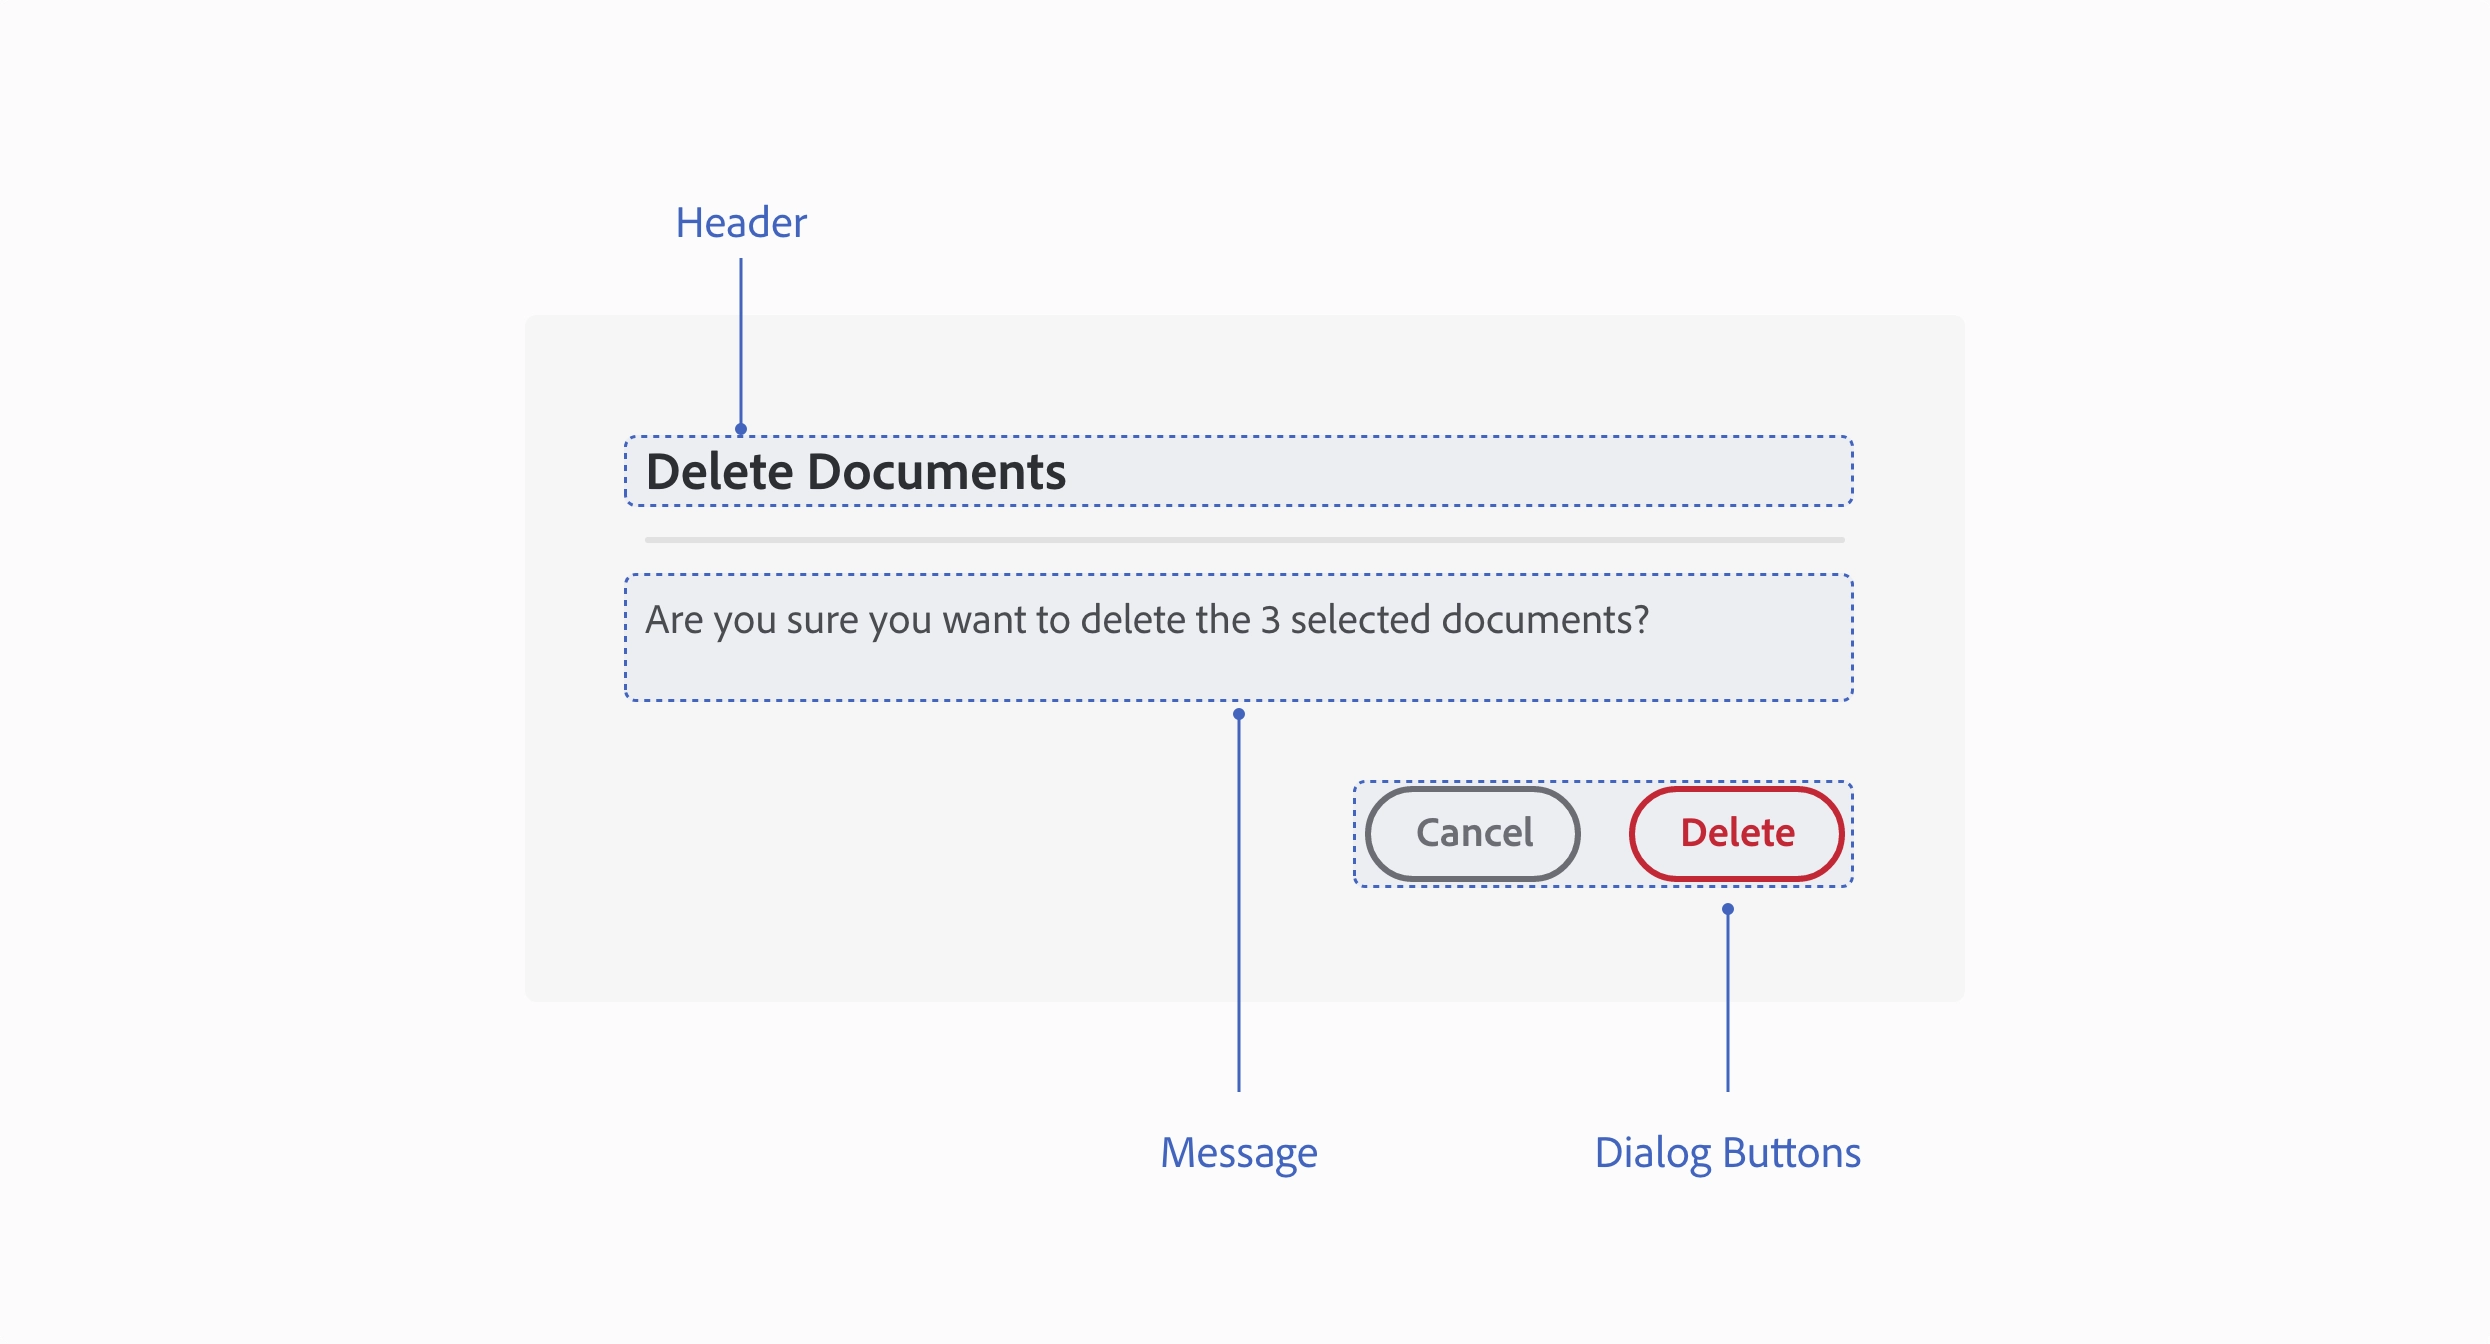 Header
Delete Documents
Are you sure you want to delete the 3 selected documents?
Cancel
Delete
Message
Dialog Buttons